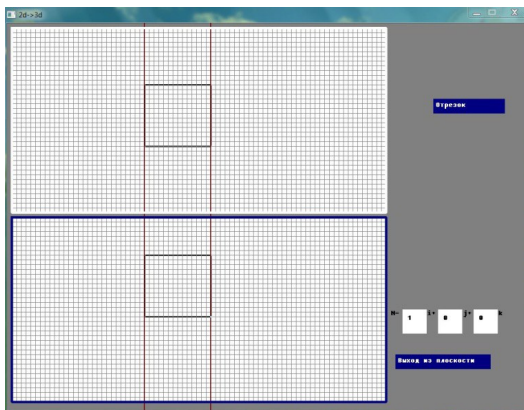 2d->3d
Отрезок
N= 1 i+ 0 j+ 0 k
Выход из плоскости